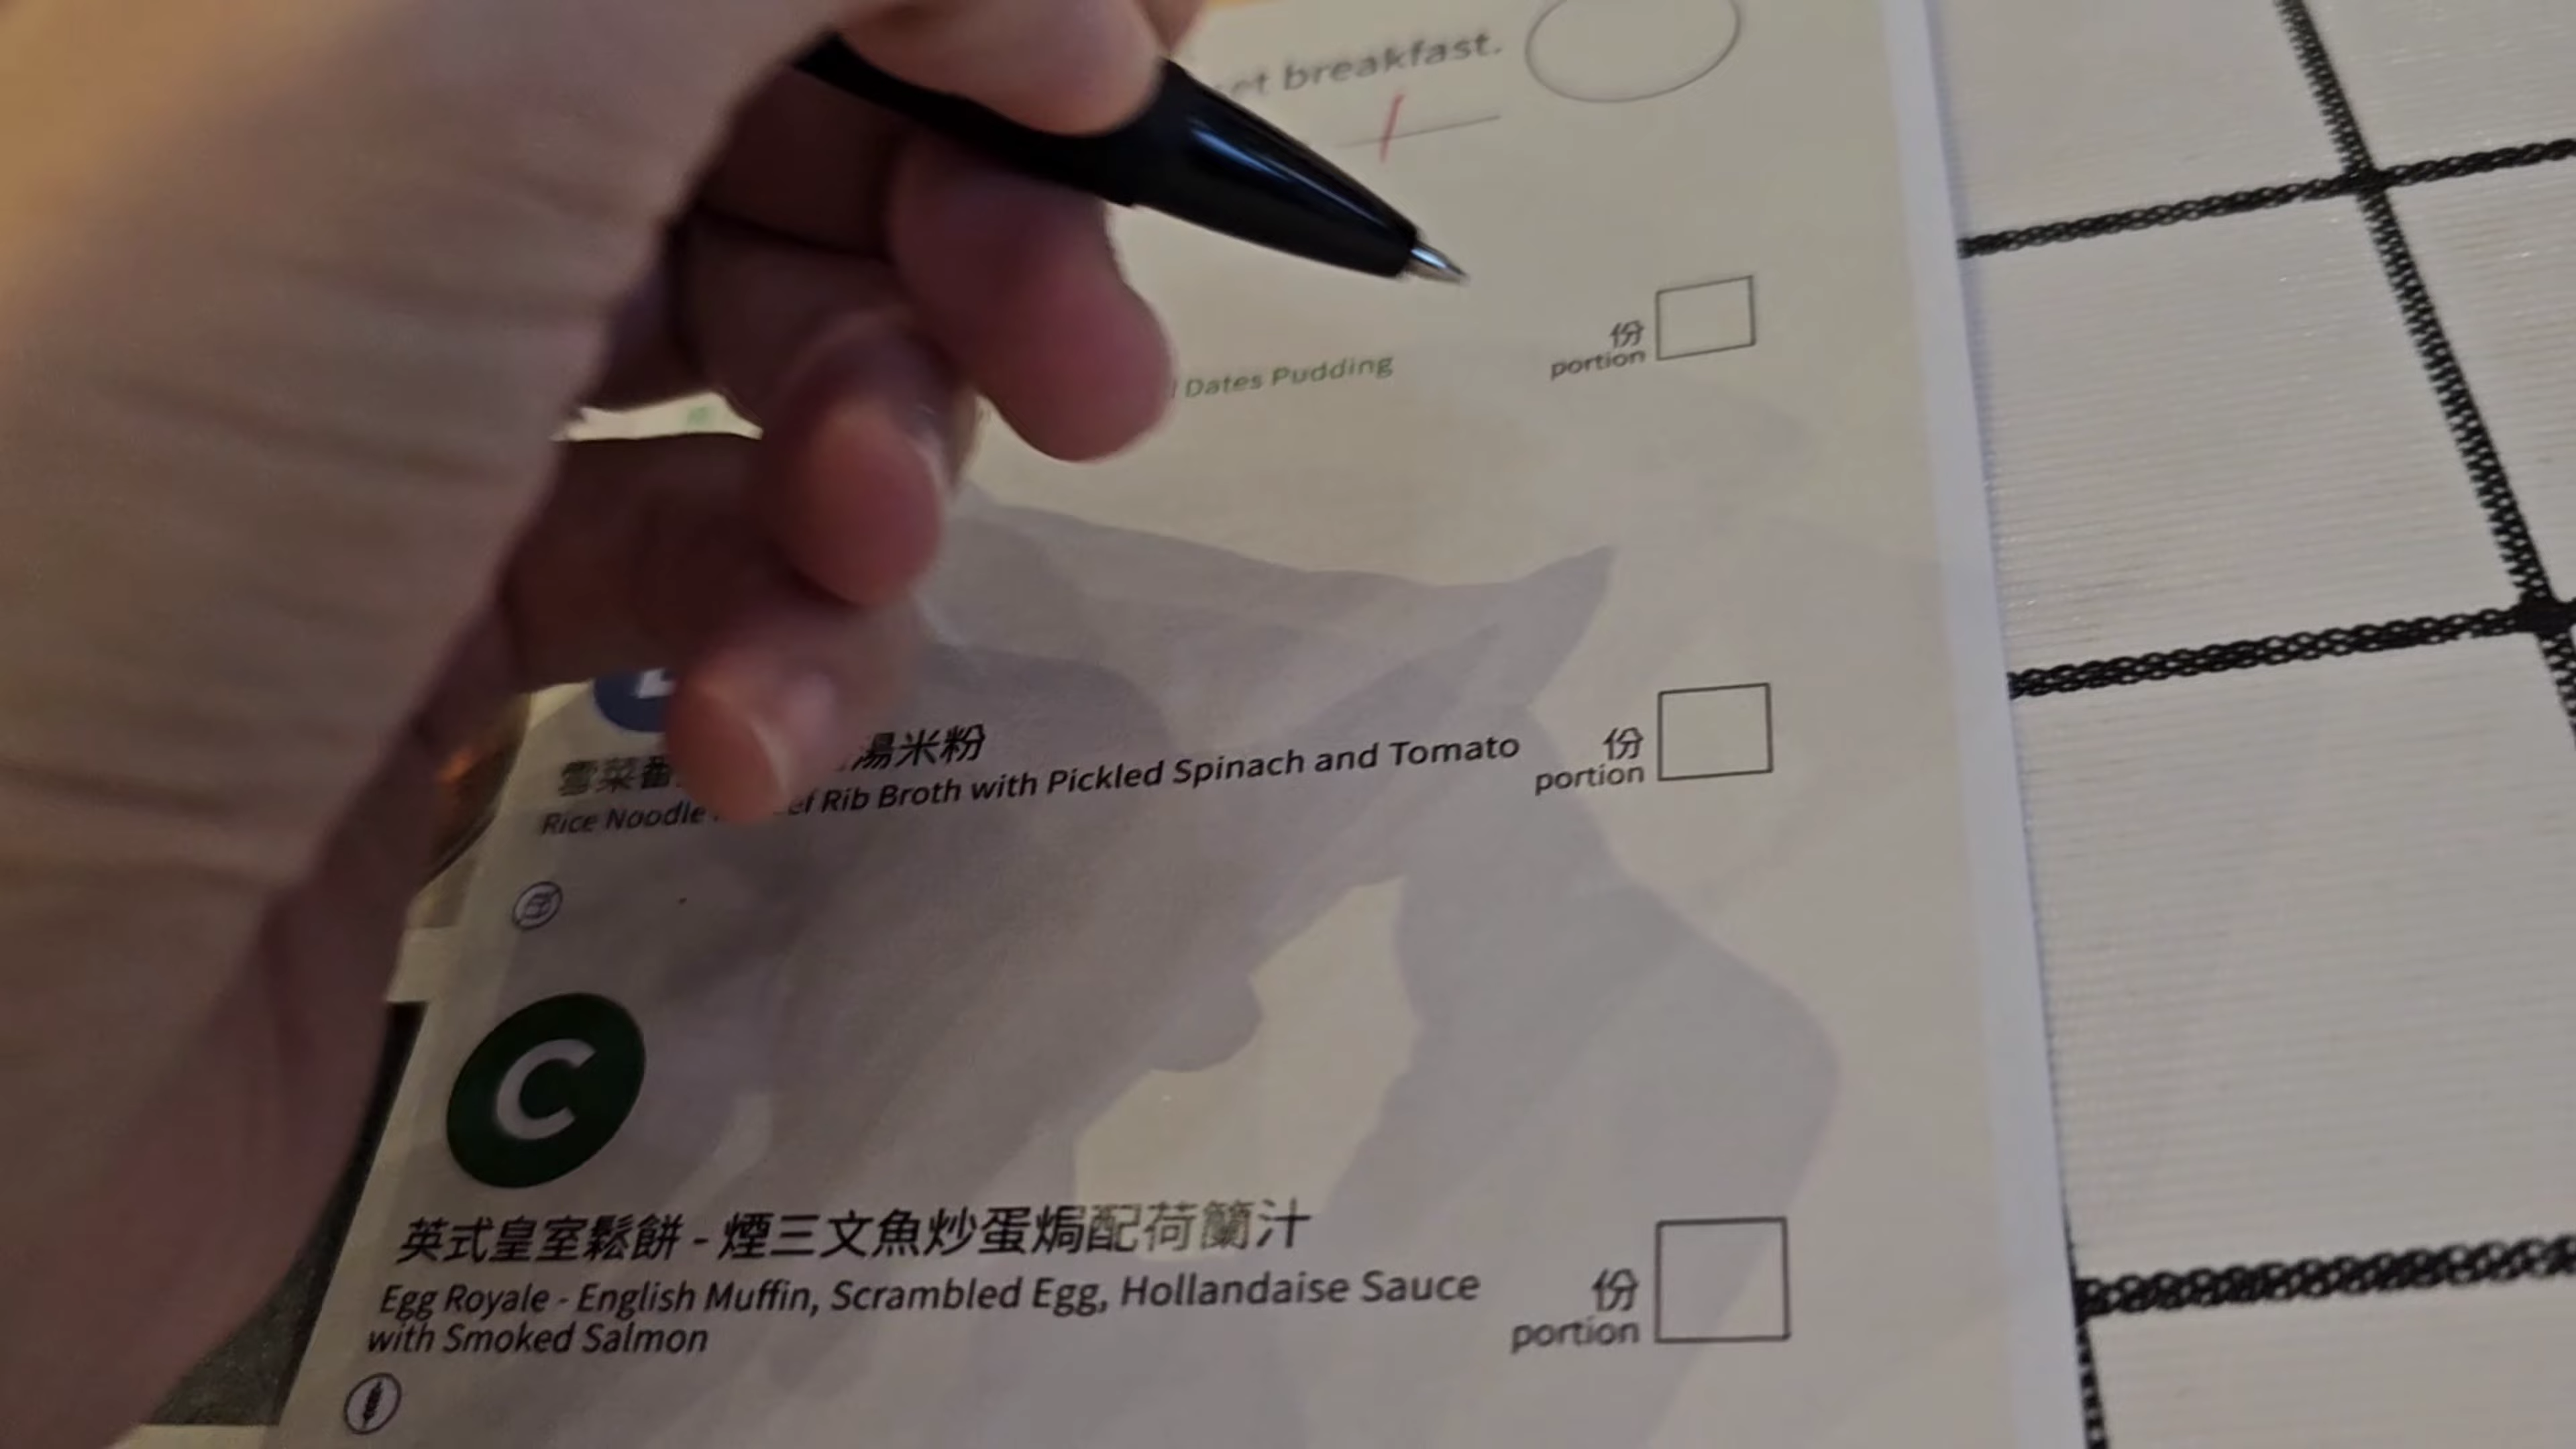 breakfast.
Dates Pudding
份
portion
湯米粉
Rice Noodle Rib Broth with Pickled Spinach and Tomato
份
portion
C
英式皇室鬆餅 - 煙三文魚炒蛋焗配荷蘭汁
Egg Royale - English Muffin, Scrambled Egg, Hollandaise Sauce
with Smoked Salmon
份
portion